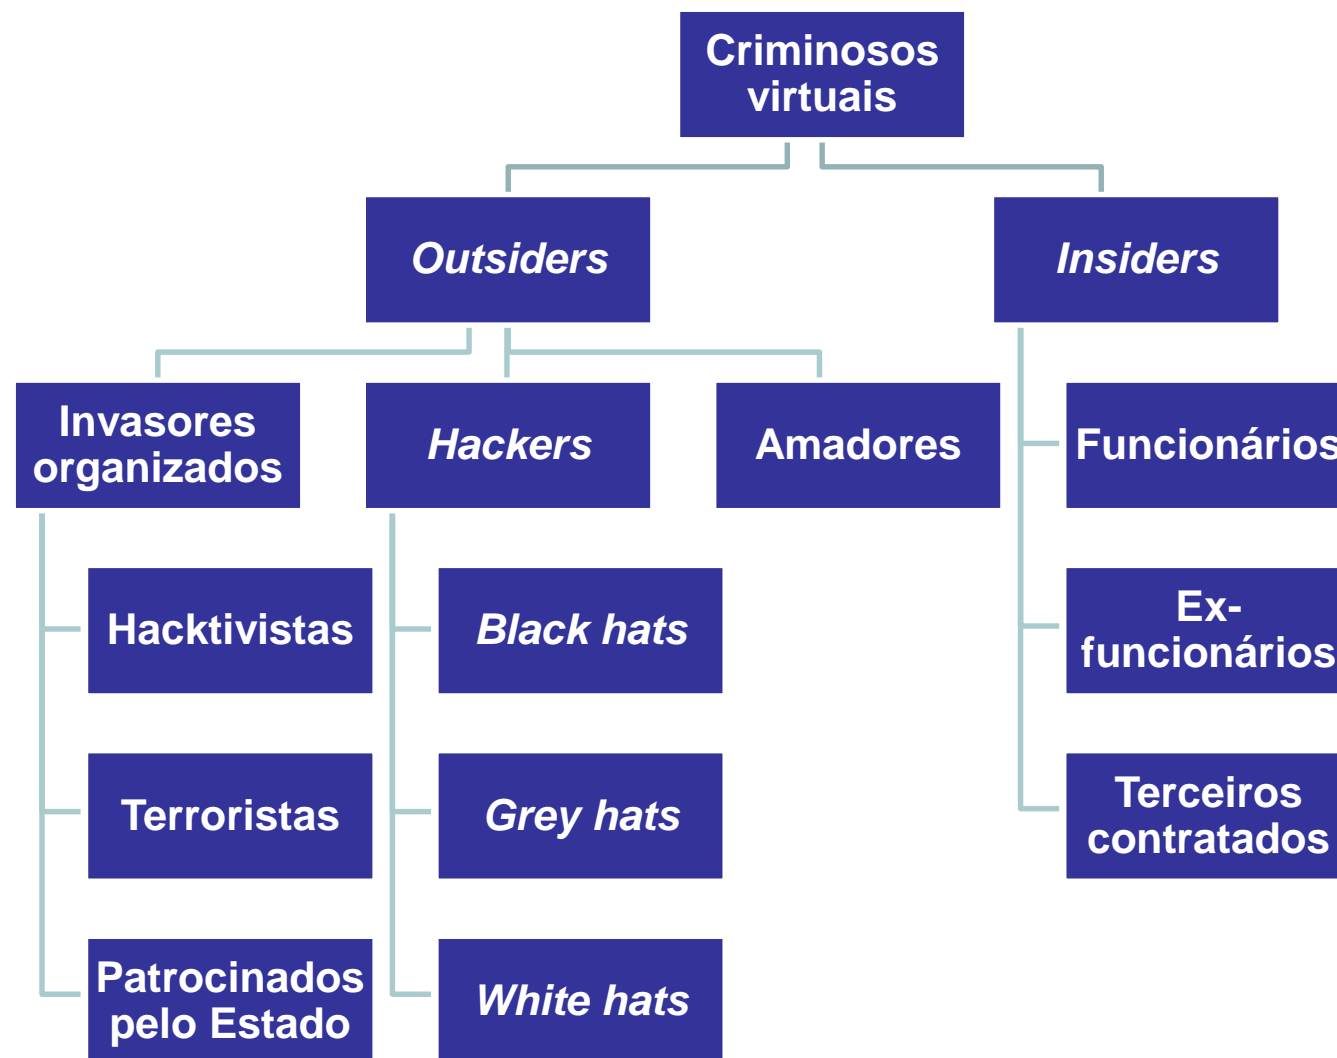 Criminosos
virtuais
Outsiders
Insiders
Invasores
organizados
Hackers
Amadores
Funcionários
Hacktivistas
Black hats
Ex-
funcionários
Terroristas
Grey hats
Terceiros
contratados
Patrocinados
pelo Estado
White hats